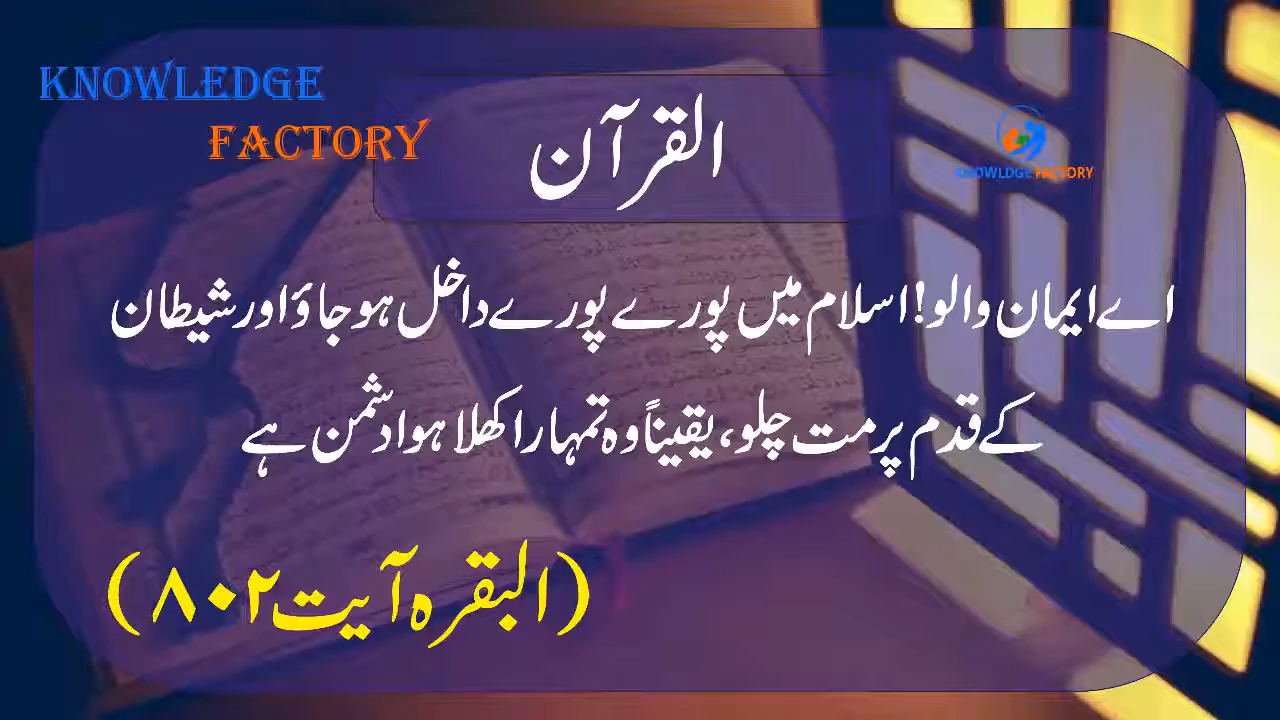 KNOWLEDGE
FACTORY
القرآن
KNOWLDGE FACTORY
اے ایمان والو! اسلام میں پورے پورے داخل ہو جاؤ اور شیطان
کے قدم پر مت چلو، یقیناً وہ تمہارا کھلا ہوا دشمن ہے
(البقرہ آیت ۸۰۲)